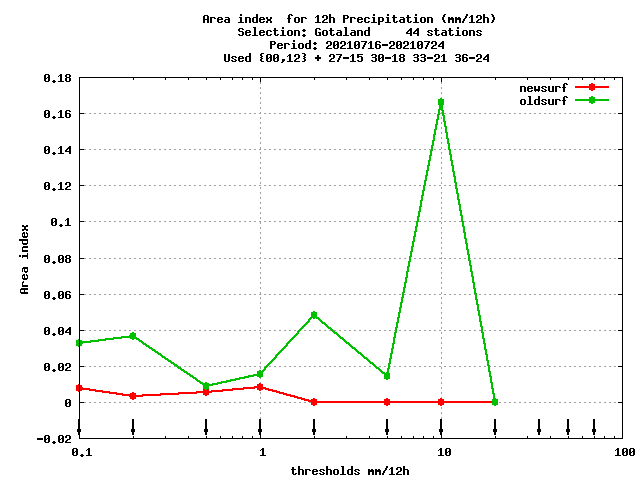 Area index  for 12h Precipitation (mm/12h)
Selection: Gotaland     44 stations
Period: 20210716-20210724
Used {00,12} + 27-15 30-18 33-21 36-24
newsurf
oldsurf
0.18
0.16
0.14
0.12
0.1
0.08
0.06
0.04
0.02
0
-0.02
Area index
0.1 1 10 100
thresholds mm/12h